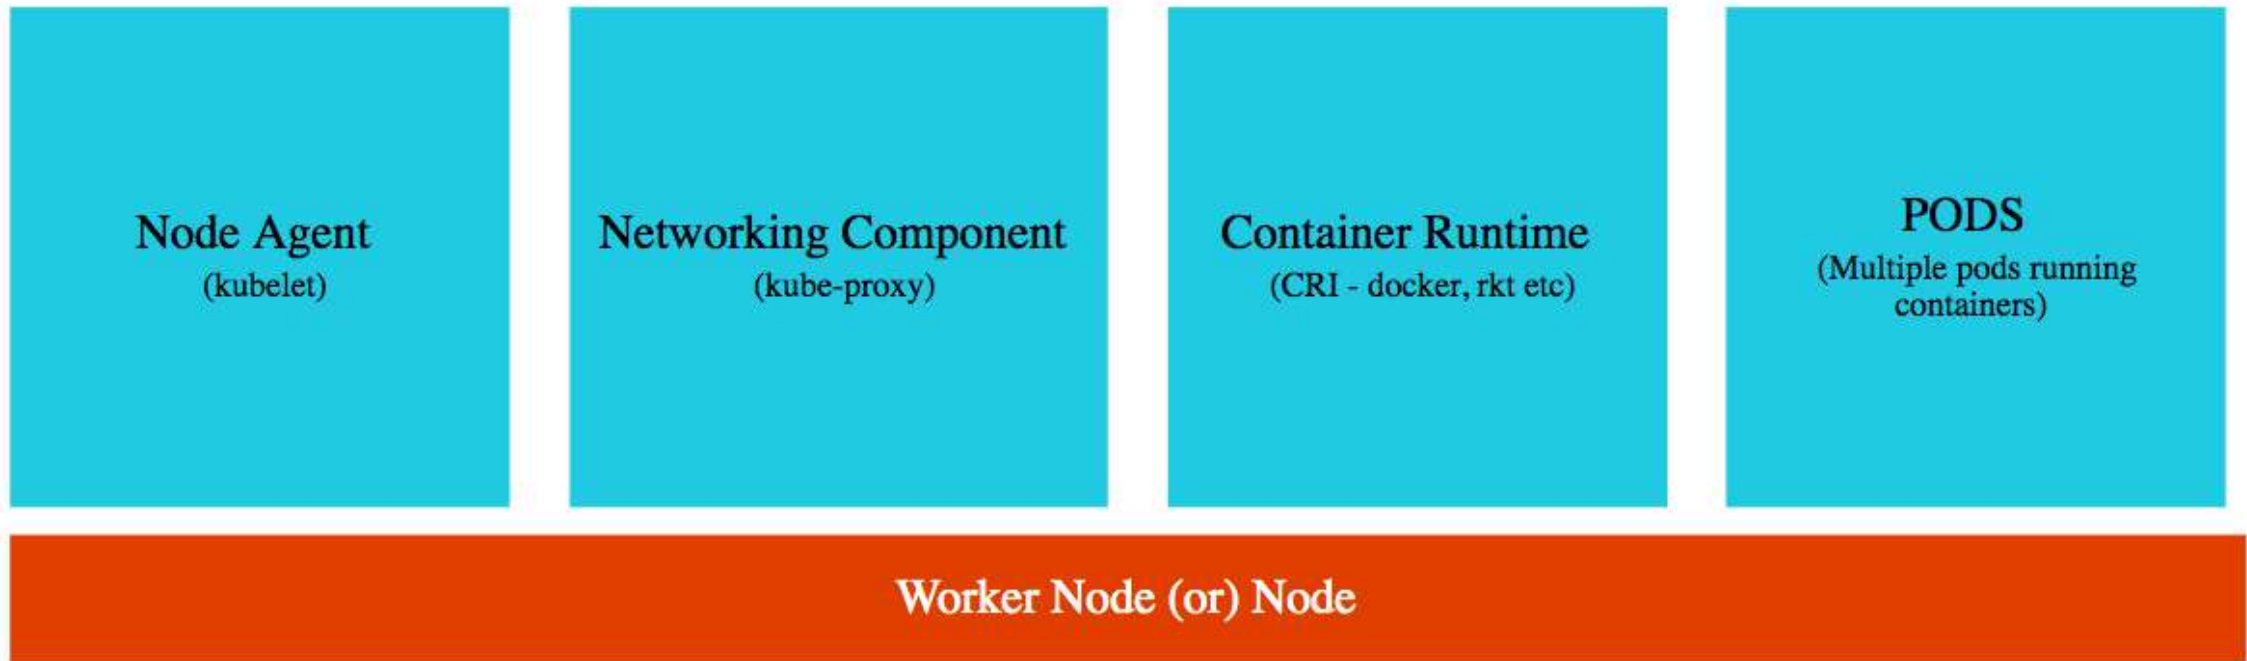 Node Agent
(kubelet)
Networking Component
(kube-proxy)
Container Runtime
(CRI - docker, rkt etc)
PODS
(Multiple pods running
containers)
Worker Node (or) Node